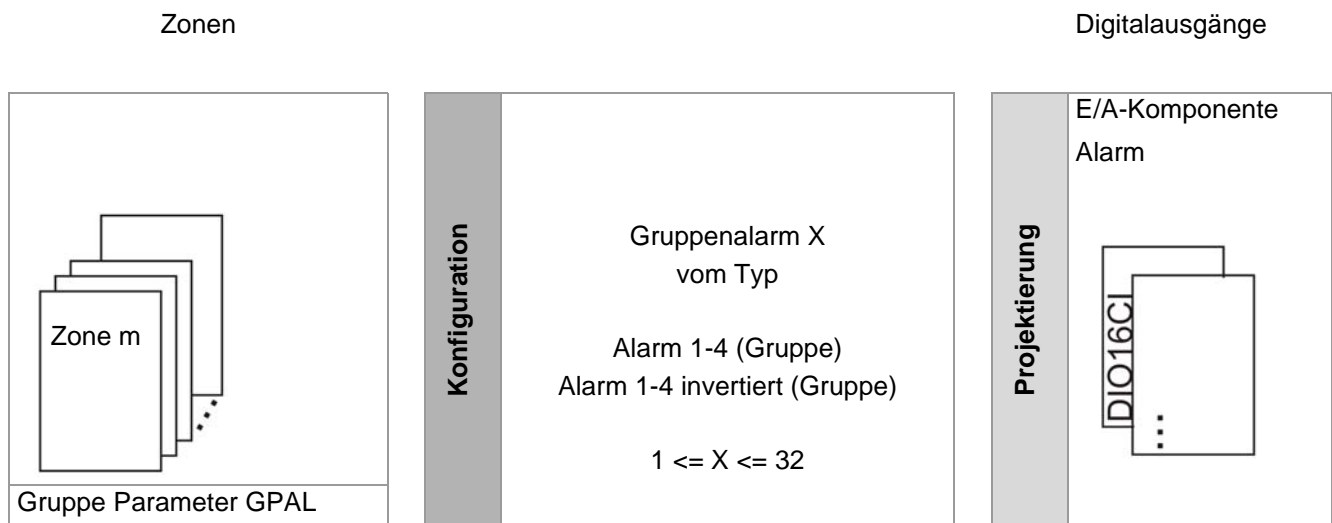 Zonen
Digitalausgänge
Zone m
Gruppe Parameter GPAL
Konfiguration
Gruppenalarm X
vom Typ
Alarm 1-4 (Gruppe)
Alarm 1-4 invertiert (Gruppe)
1 <= X <= 32
Projektierung
E/A-Komponente
Alarm
DIO16CI